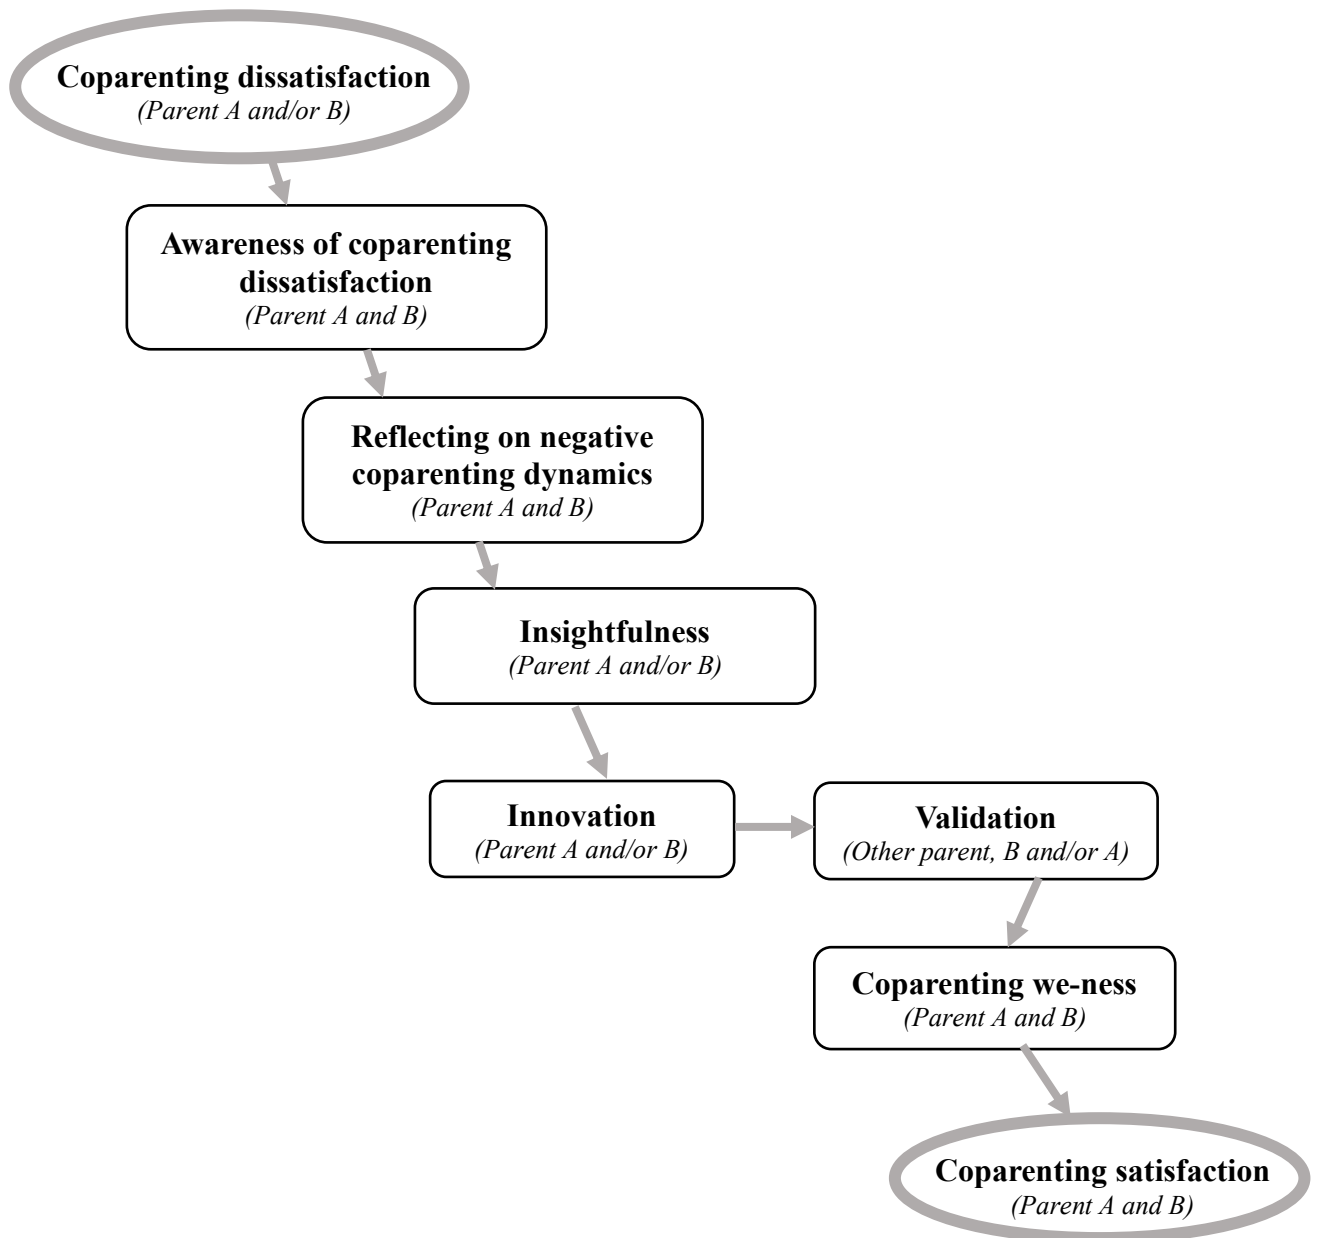 Coparenting dissatisfaction
(Parent A and/or B)
Awareness of coparenting
dissatisfaction
(Parent A and B)
Reflecting on negative
coparenting dynamics
(Parent A and B)
Insightfulness
(Parent A and/or B)
Innovation
(Parent A and/or B)
Validation
(Other parent, B and/or A)
Coparenting we-ness
(Parent A and B)
Coparenting satisfaction
(Parent A and B)